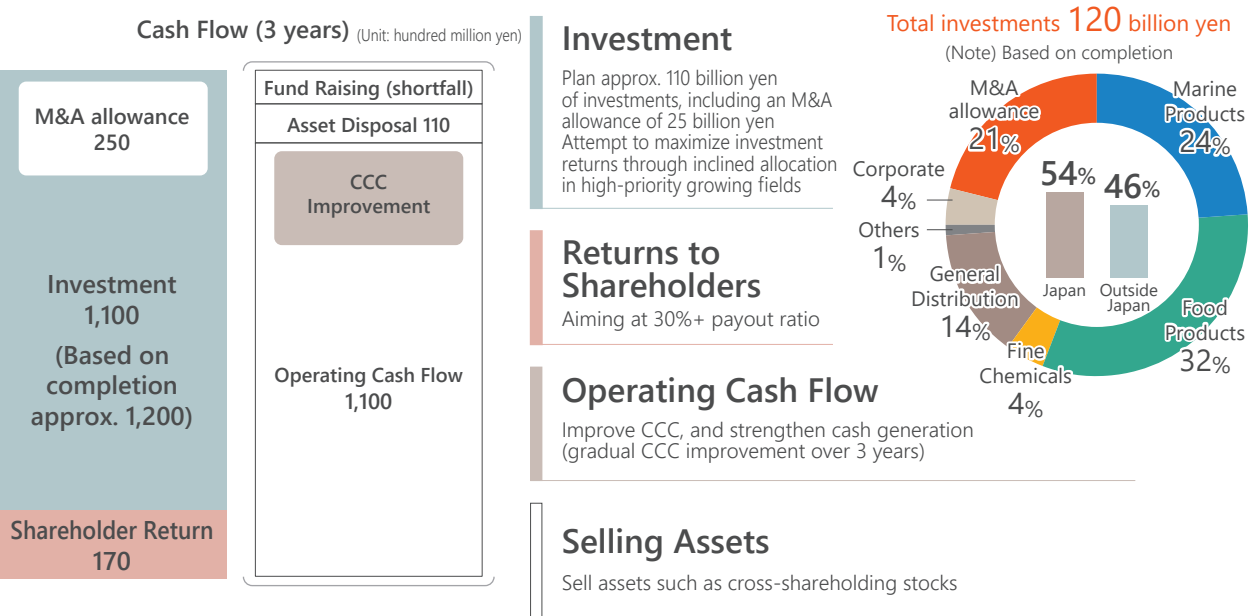 Cash Flow (3 years) (Unit: hundred million yen)
M&A allowance
250
Investment
1,100
(Based on
completion
approx. 1,200)
Shareholder Return
170
Fund Raising (shortfall)
Asset Disposal 110
CCC
Improvement
Operating Cash Flow
1,100
Investment
Plan approx. 110 billion yen
of investments, including an M&A
allowance of 25 billion yen
Attempt to maximize investment
returns through inclined allocation
in high-priority growing fields
Returns to
Shareholders
Aiming at 30%+ payout ratio
Operating Cash Flow
Improve CCC, and strengthen cash generation
(gradual CCC improvement over 3 years)
Selling Assets
Sell assets such as cross-shareholding stocks
Total investments 120 billion yen
(Note) Based on completion
M&A
allowance
21%
Marine
Products
24%
Corporate
4%
Others
1%
General
Distribution
14%
Fine
Chemicals
4%
Food
Products
32%
54%
Japan
46%
Outside
Japan